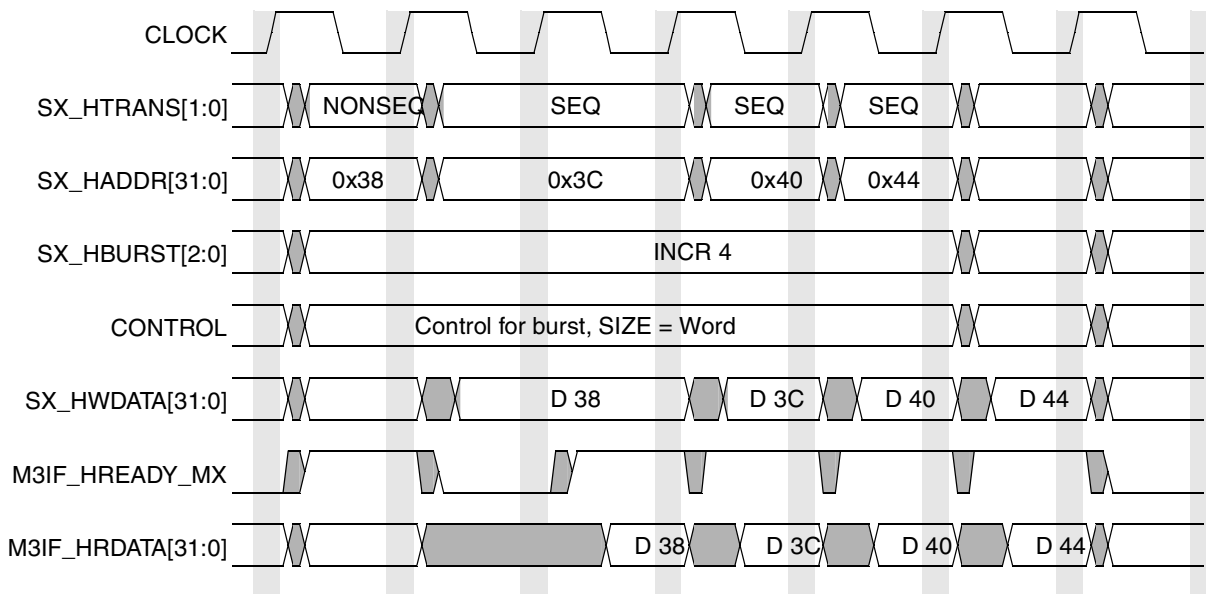 CLOCK
SX_HTRANS[1:0] NONSEQ SEQ SEQ SEQ
SX_HADDR[31:0] 0x38 0x3C 0x40 0x44
SX_HBURST[2:0] INCR 4
CONTROL Control for burst, SIZE = Word
SX_HWDATA[31:0] D 38 D 3C D 40 D 44
M3IF_HREADY_MX
M3IF_HRDATA[31:0] D 38 D 3C D 40 D 44